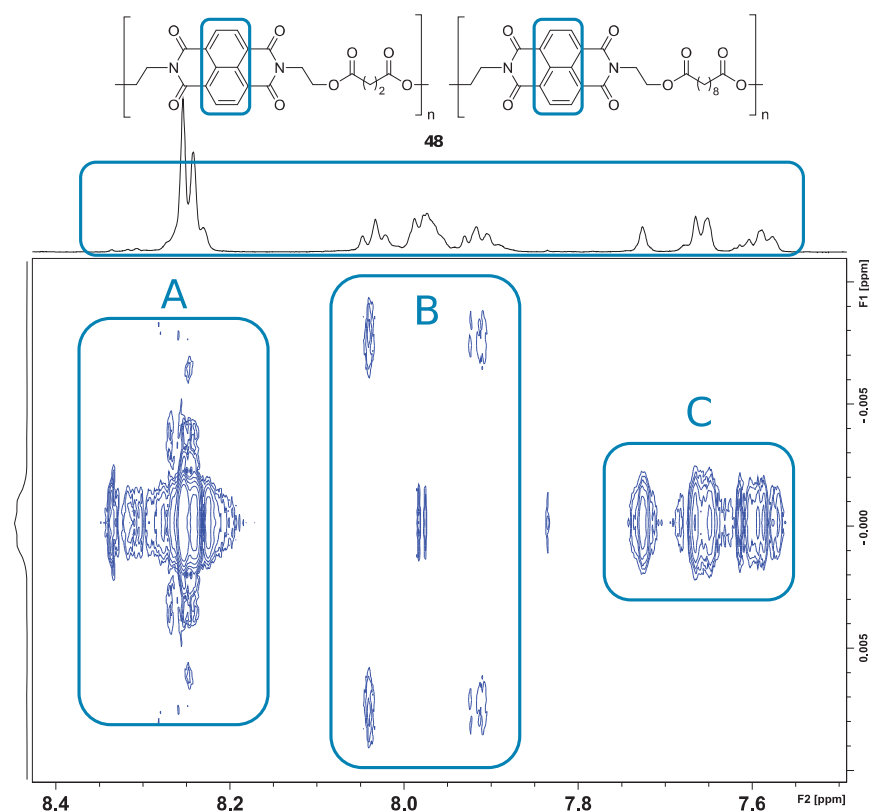 O O O O O O
N N O 2 O n
O O
O O O O O O
N N O 8 O n
O O
48
A B C
F1 [ppm]
- 0.005
- 0.000
0.005
8.4 8.2 8.0 7.8 7.6 F2 [ppm]